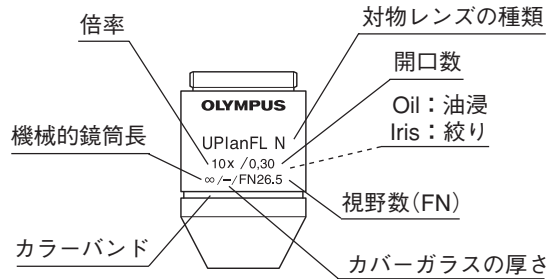 倍率
対物レンズの種類
開口数
Oil：油浸
Iris：絞り
機械的鏡筒長
OLYMPUS
UPlanFL N
10x /0,30
∞/−/FN26.5
視野数(FN)
カラーバンド
カバーガラスの厚さ